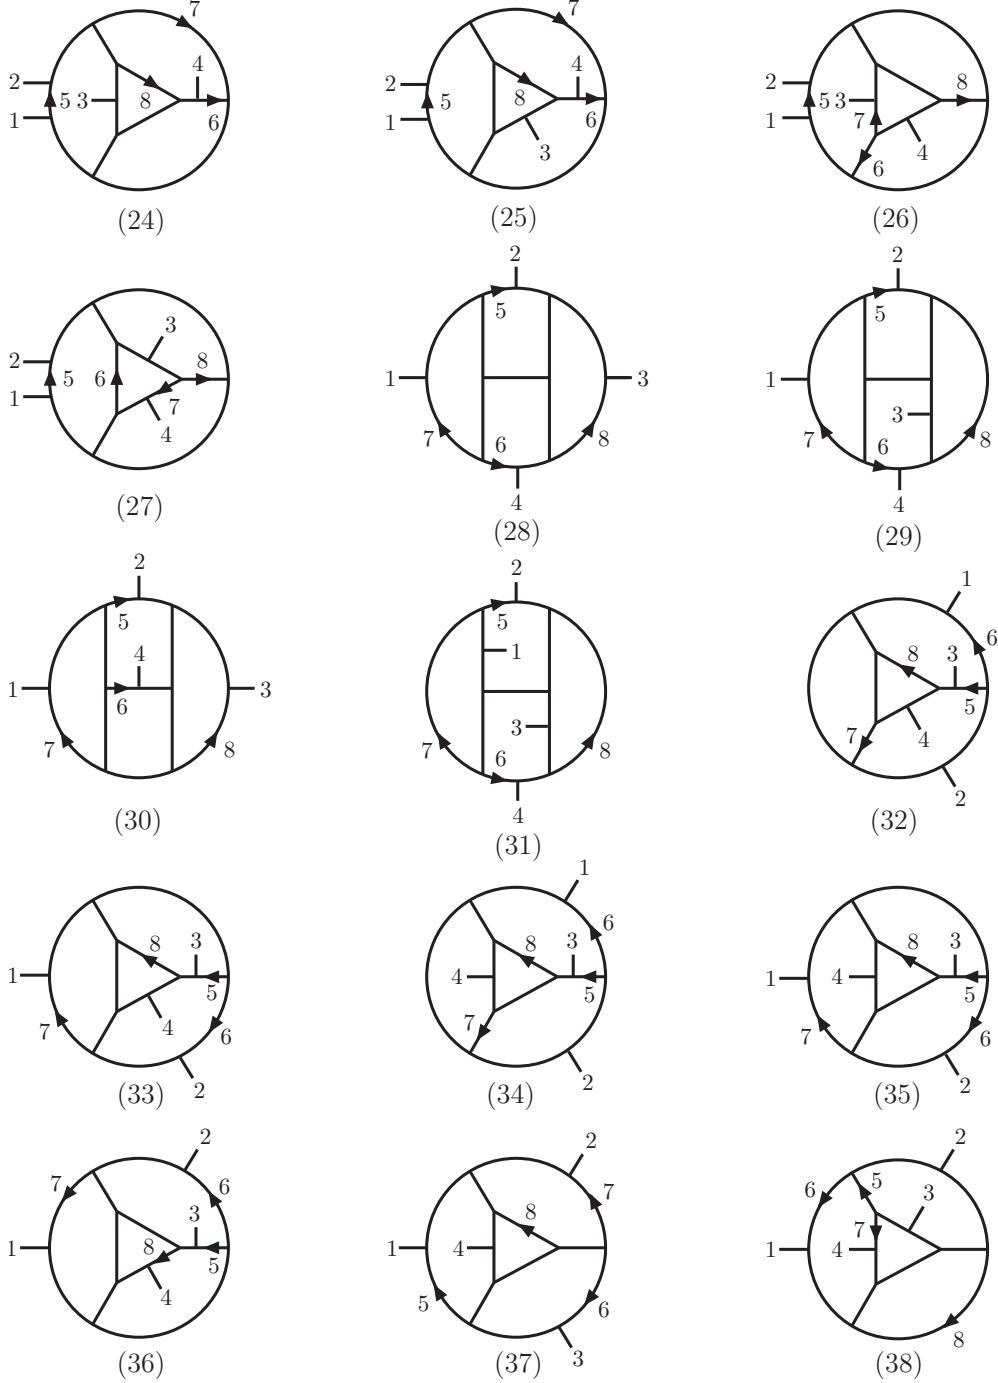 7 7
2 4 2 4 8
5 3 8 5 8 5 3
1 6 1 6 1 7
3 4
6
(24) (25) (26)
2 2
3
2 8 5 5
5 6 1 3 1
1 7 3
4 7 6 8 7 6 8
4 4
(27) (28) (29)
2 2 1
5 5 6
4 1 8 3
1 3
6 3 5
7 8 7 6 8 7 4
4 2
(30) (31) (32)
1
8 3 8 3 6 8 3
1 4 1 4
5 5 5
7 4 6 7 7 6
2 2 2
(33) (34) (35)
2 2 2
7 6 7 6 5 3
3 8 7
1 8 5 1 4 1 4
4 5 6 8
3
(36) (37) (38)